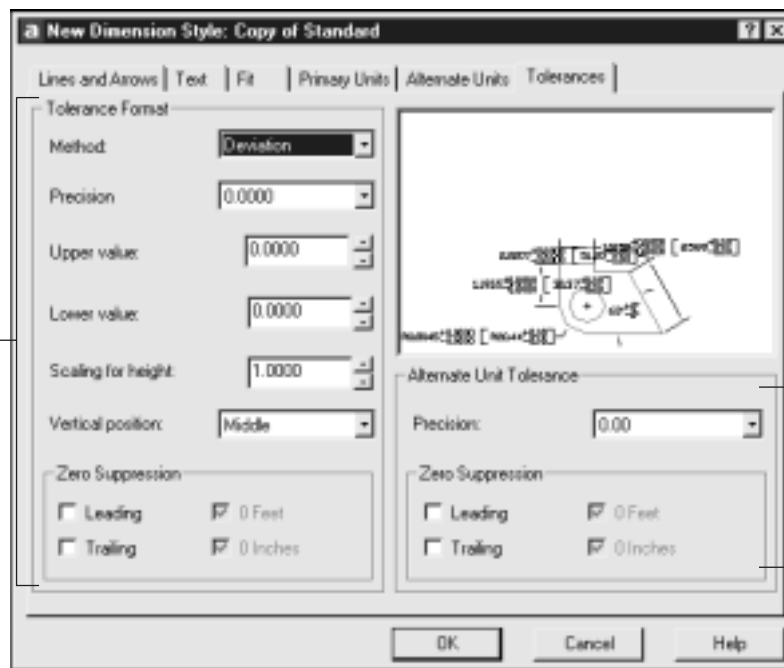 a New Dimension Style: Copy of Standard ? ×
Lines and Arrows Text Fit Primary Units Alternate Units Tolerances
Tolerance Format
Method: Deviation
Precision 0.0000
Upper value: 0.0000
Lower value: 0.0000
Scaling for height: 1.0000
Vertical position: Middle
Zero Suppression
Leading 0 Feet
Trailing 0 Inches
Alternate Unit Tolerance
Precision: 0.00
Zero Suppression
Leading 0 Feet
Trailing 0 Inches
OK Cancel Help